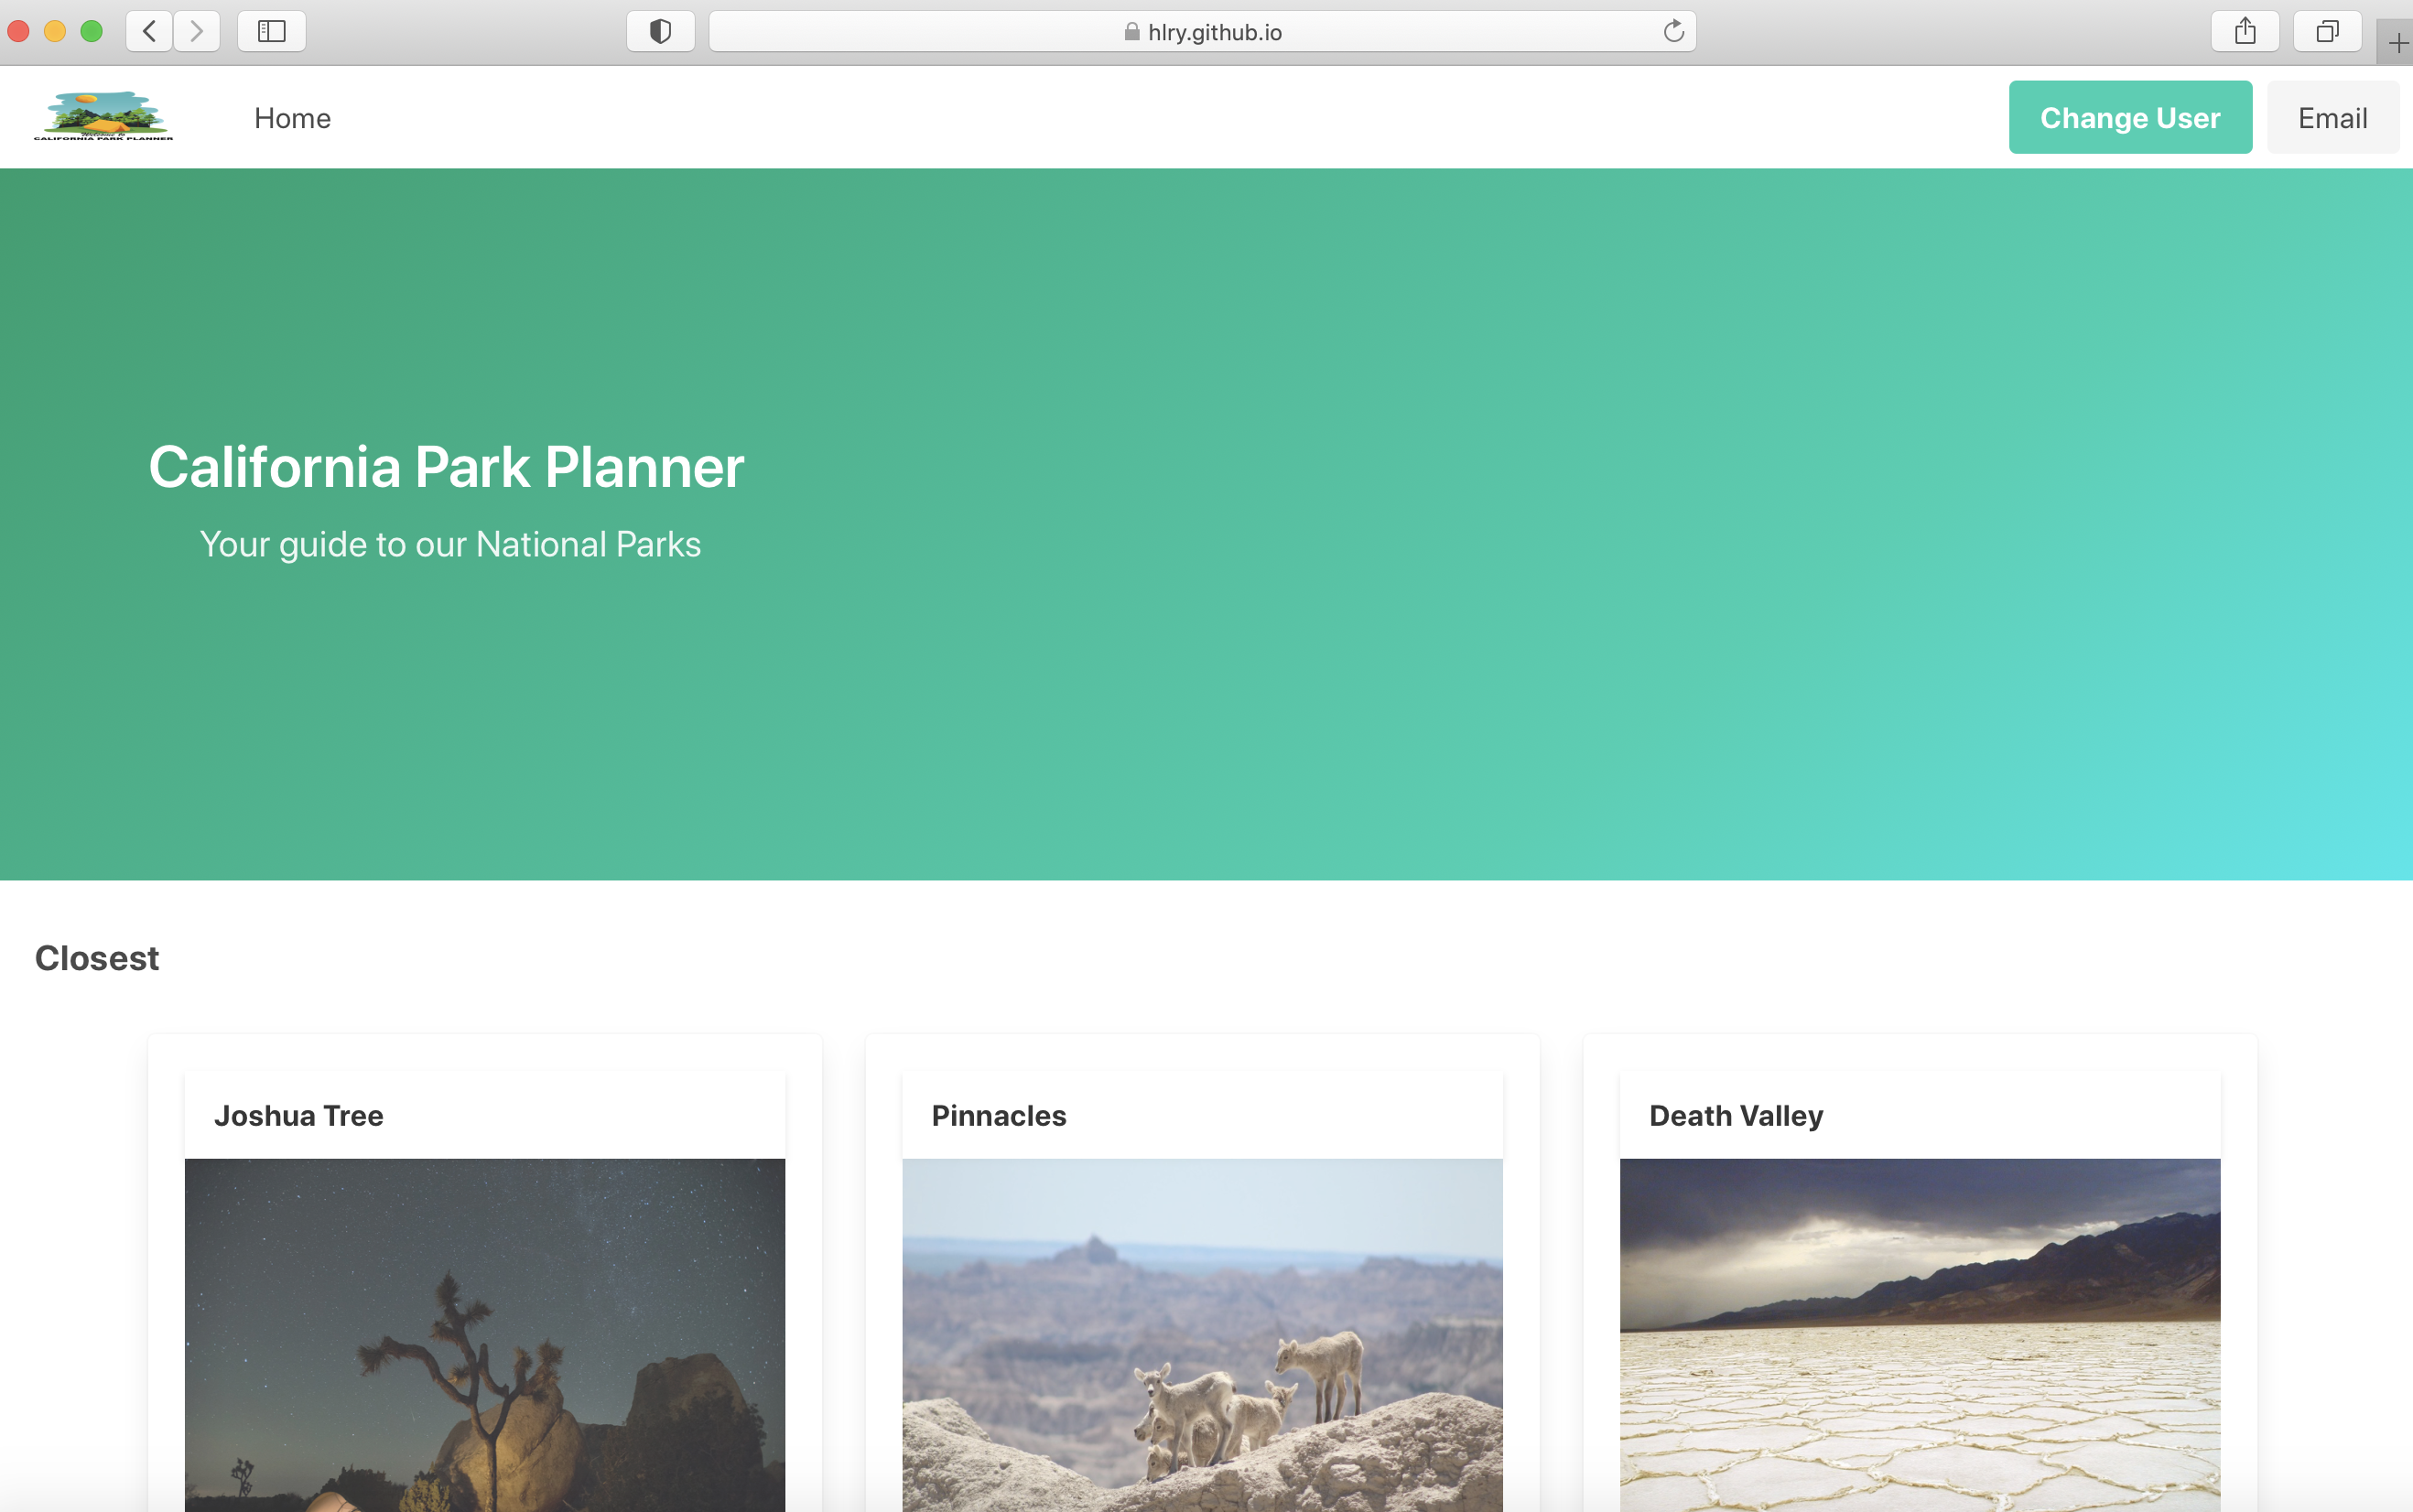 hlry.github.io
Welcome to
CALIFORNIA PARK PLANNER
Home
Change User
Email
California Park Planner
Your guide to our National Parks
Closest
Joshua Tree
Pinnacles
Death Valley